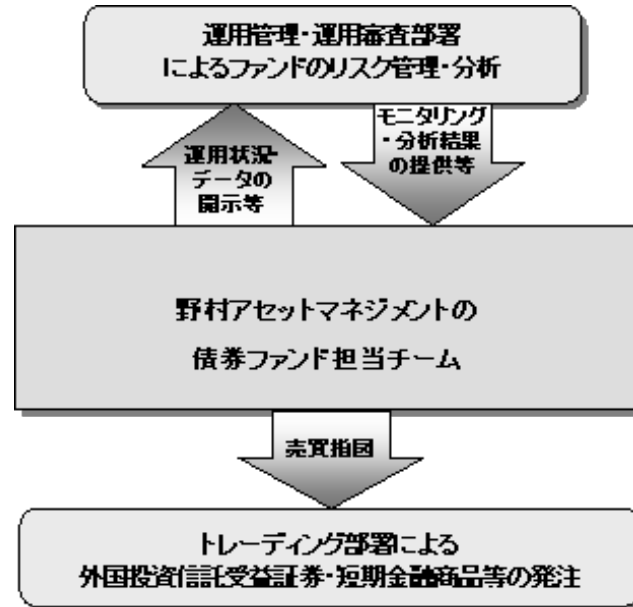 運用管理・運用審査部署
によるファンドのリスク管理・分析
運用状況・
データの
開示等
モニタリング
・分析結果
の提供等
野村アセットマネジメントの
債券ファンド担当チーム
売買指図
トレーディング部署による
外国投資信託受益証券・短期金融商品等の発注